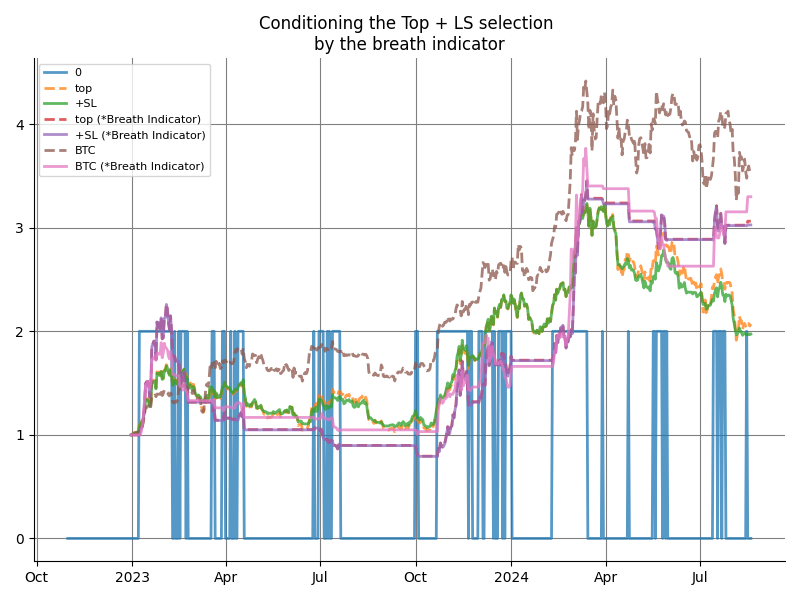 Conditioning the Top + LS selection
by the breath indicator
0
top
+SL
top (*Breath Indicator)
+SL (*Breath Indicator)
BTC
BTC (*Breath Indicator)
4
3
2
1
0
Oct
2023
Apr
Jul
Oct
2024
Apr
Jul